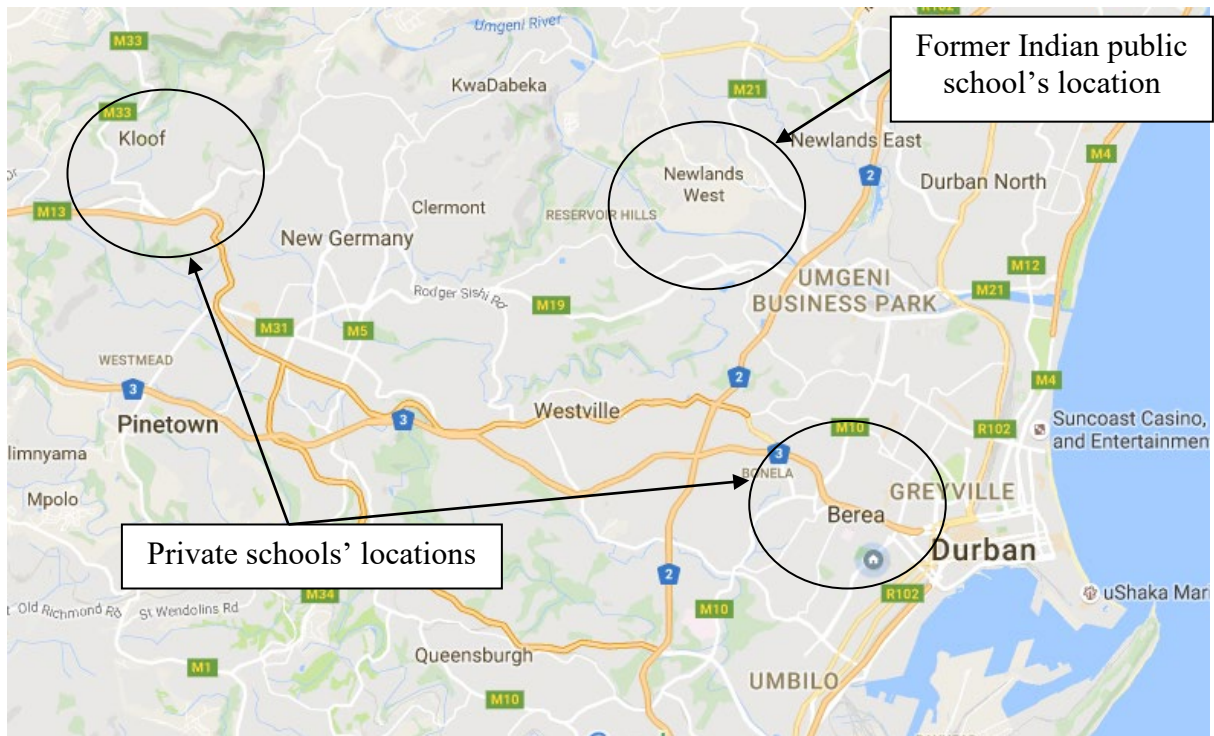 M33
Umgeni River
Former Indian public
school's location
KwaDabeka
M21
M33
Kloof
Newlands East
M4
2
Newlands
West
Durban North
Clermont
RESERVOIR HILLS
M13
New Germany
UMGENI
BUSINESS PARK
M12
M21
Rodger Sishi Rd
M19
M31
M5
WESTMEAD
3
2
M4
Pinetown
3
Westville
M10
R102
Suncoast Casino,
and Entertainmen
limnyama
3
BONELA
Mpolo
GREYVILLE
Berea
Private schools' locations
Durban
2
M34
R102
uShaka Mari
Old Richmond Rd
St Wendolins Rd
M10
M1
Queensburgh
UMBILO
M10